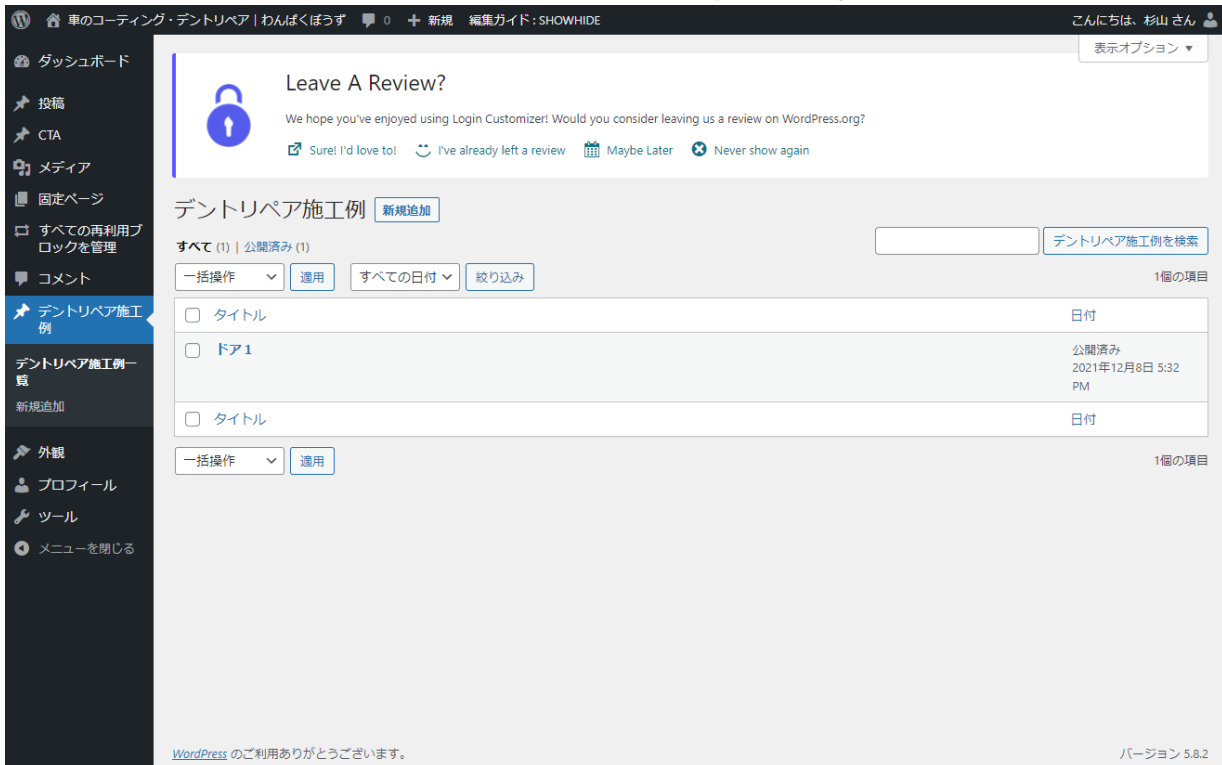 車のコーティング・デントリペア | わんぱくぼうず 0 新規 編集ガイド : SHOWHIDE こんにちは、杉山 さん
表示オプション ▼
ダッシュボード
投稿
CTA
メディア
固定ページ
すべての再利用ブ
ロックを管理
コメント
デントリペア施工
例
デントリペア施工例一
覧
新規追加
外観
プロフィール
ツール
メニューを閉じる
Leave A Review?
We hope you've enjoyed using Login Customizer! Would you consider leaving us a review on WordPress.org?
Sure! I'd love to! I've already left a review Maybe Later Never show again
デントリペア施工例 新規追加
すべて (1) | 公開済み (1)
デントリペア施工例を検索
一括操作 適用 すべての日付 絞り込み 1個の項目
タイトル 日付
ドア 1 公開済み
2021年12月8日 5:32
PM
タイトル 日付
一括操作 適用 1個の項目
WordPress のご利用ありがとうございます。 バージョン 5.8.2